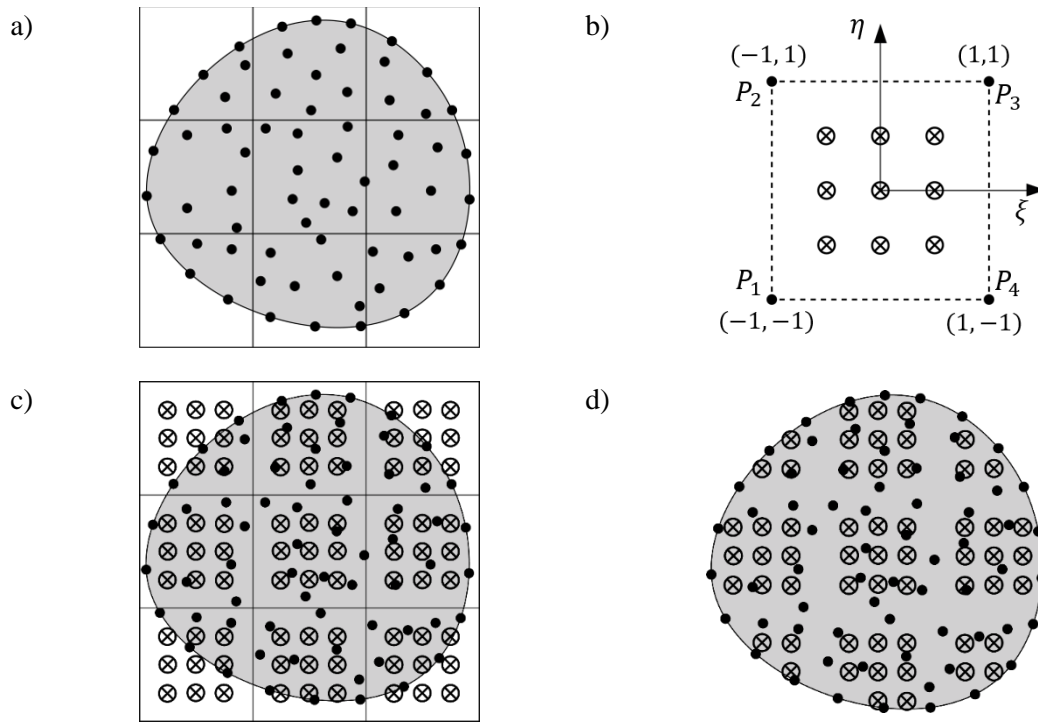 a)
b)
η
(-1,1)
(1,1)
P₂
P₃
ξ
P₁
P₄
(-1,-1)
(1,-1)
c)
d)